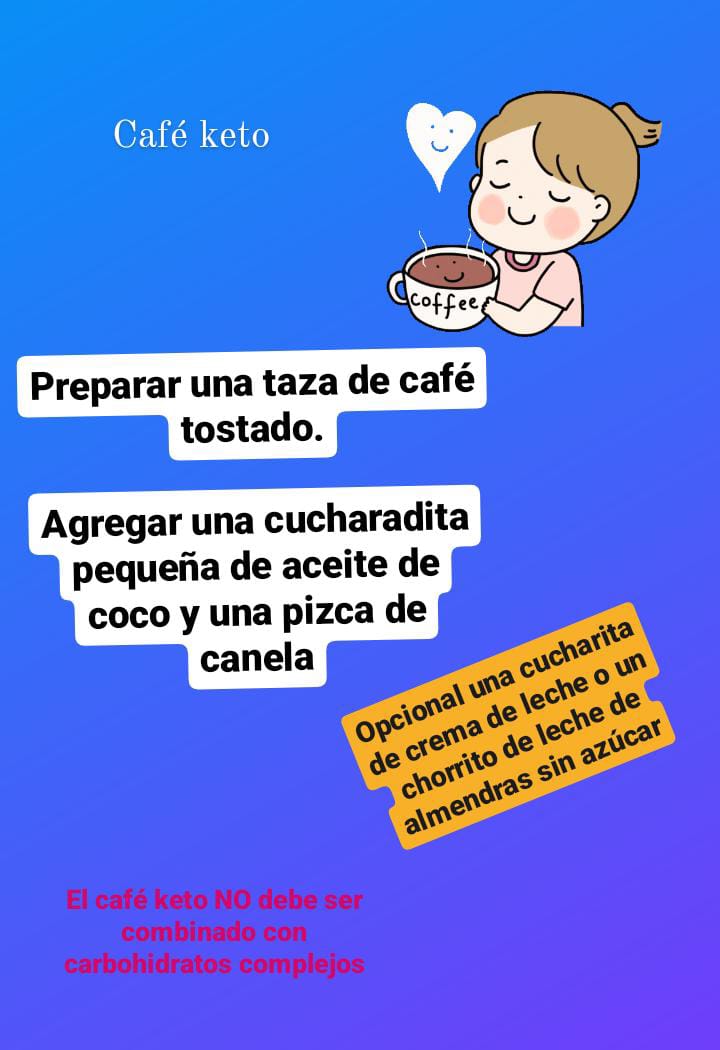 Café keto
coffee
Preparar una taza de café
tostado.
Agregar una cucharadita
pequeña de aceite de
coco y una pizca de
canela
Opcional una cucharita
de crema de leche o un
chorrito de leche de
almendras sin azúcar
El café keto NO debe ser
combinado con
carbohidratos complejos